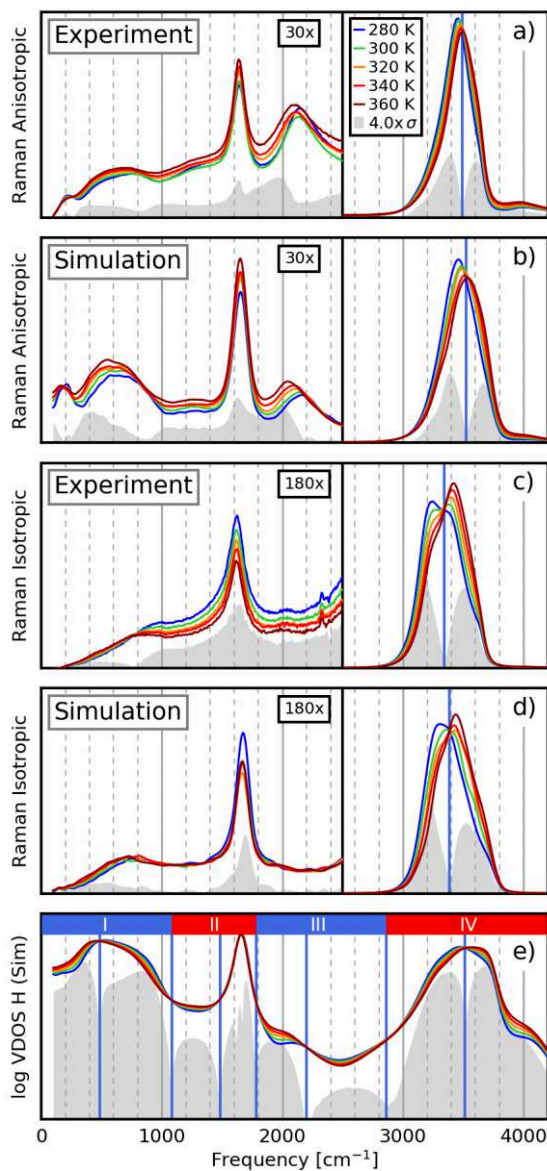 Raman Anisotropic
Experiment
30x
280 K
300 K
320 K
340 K
360 K
4.0x σ
a)
Raman Anisotropic
Simulation
30x
b)
Raman Isotropic
Experiment
180x
c)
Raman Isotropic
Simulation
180x
d)
log VDOS H (Sim)
I II III IV
e)
0 1000 2000 3000 4000
Frequency [cm⁻¹]